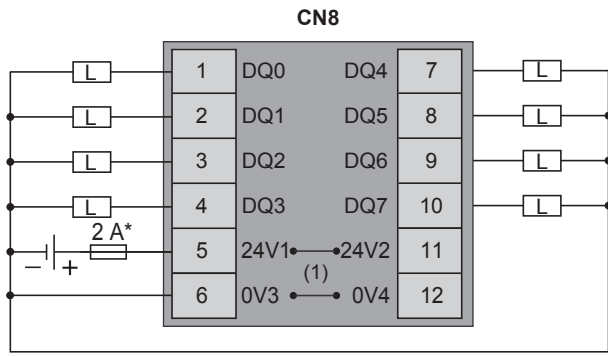 CN8
L 1 DQ0 DQ4 7 L
L 2 DQ1 DQ5 8 L
L 3 DQ2 DQ6 9 L
L 4 DQ3 DQ7 10 L
2 A*
– + 5 24V1 24V2 11
(1)
6 0V3 0V4 12